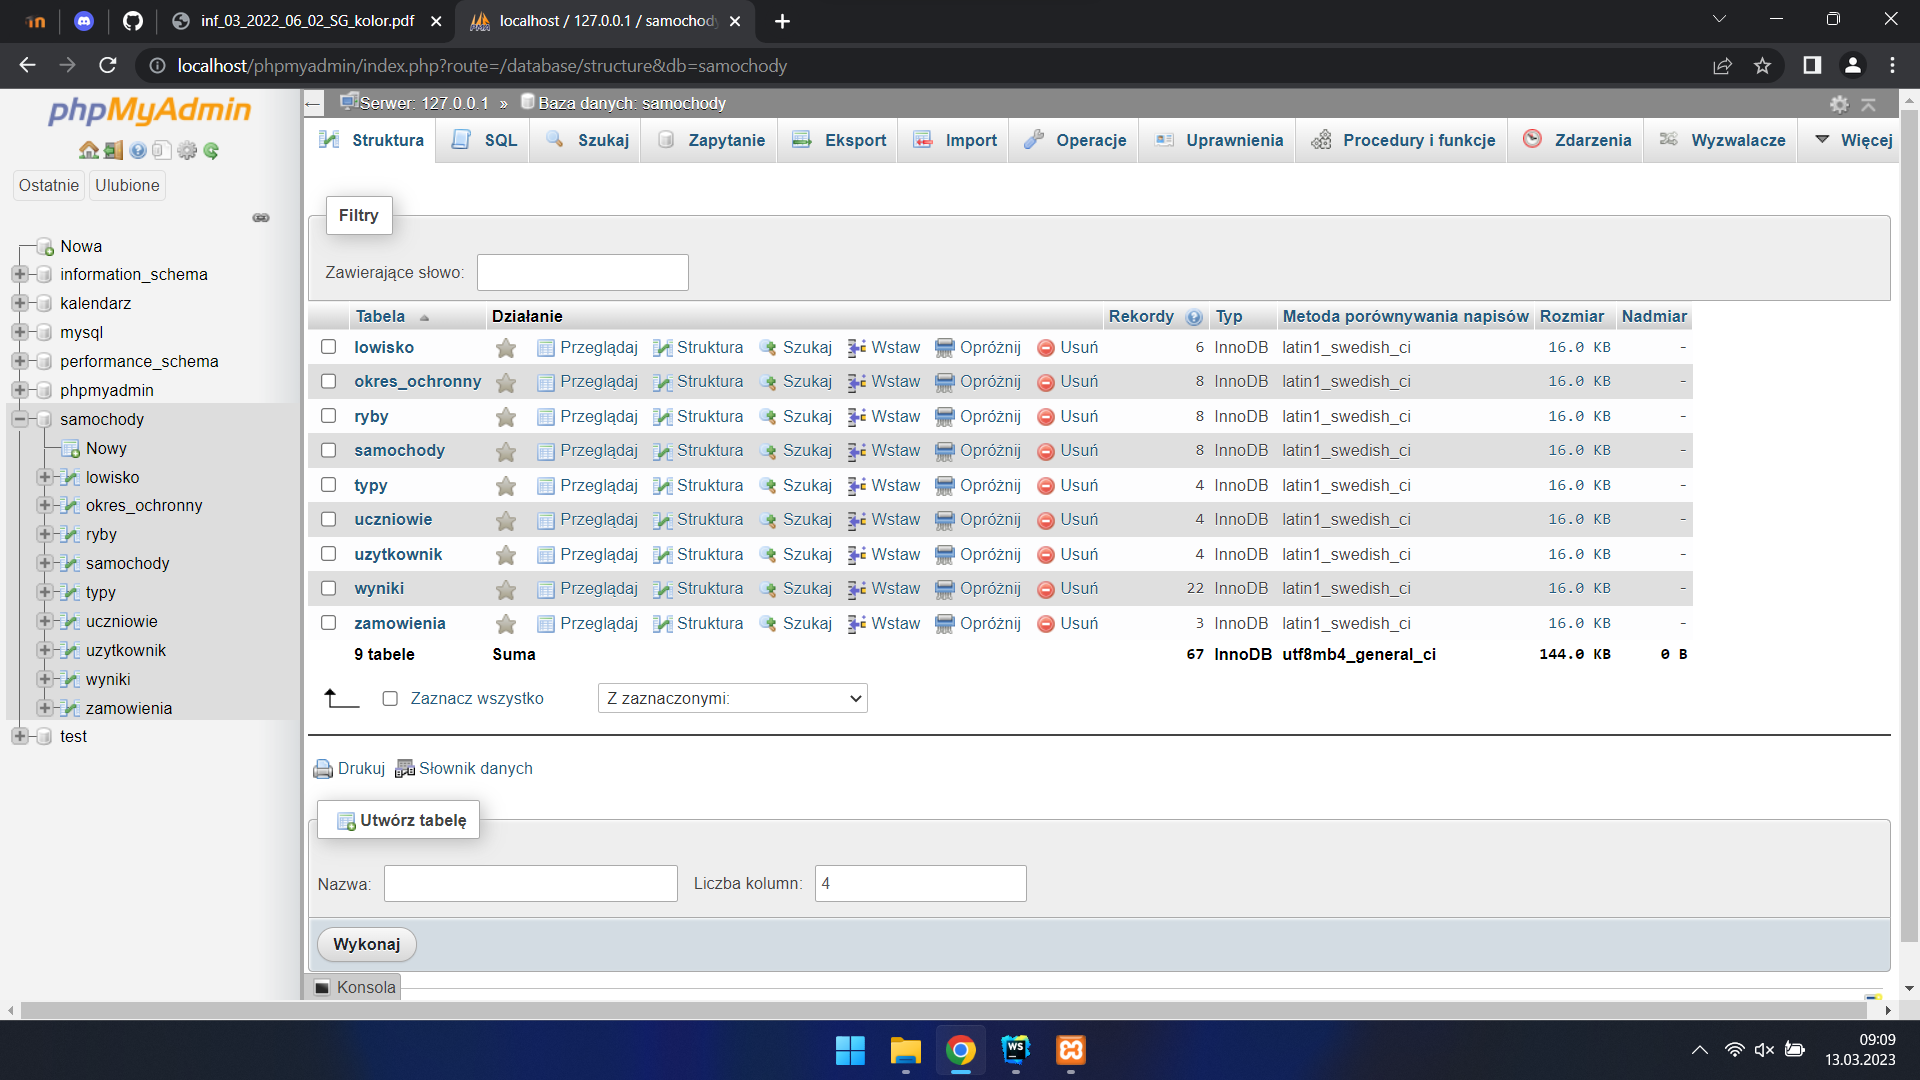 inf_03_2022_06_02_SG_kolor.pdf
localhost / 127.0.0.1 / samochody
localhost/phpmyadmin/index.php?route=/database/structure&db=samochody
phpMyAdmin
Ostatnie
Ulubione
Nowa
information_schema
kalendarz
mysql
performance_schema
phpmyadmin
samochody
Nowy
lowisko
okres_ochronny
ryby
samochody
typy
uczniowie
uzytkownik
wyniki
zamowienia
test
Serwer: 127.0.0.1 » Baza danych: samochody
Struktura SQL Szukaj Zapytanie Eksport Import Operacje Uprawnienia Procedury i funkcje Zdarzenia Wyzwalacze Więcej
Filtry
Zawierające słowo:
Tabela Działanie Rekordy Typ Metoda porównywania napisów Rozmiar Nadmiar
lowisko Przeglądaj Struktura Szukaj Wstaw Opróżnij Usuń 6 InnoDB latin1_swedish_ci 16.0 KB -
okres_ochronny Przeglądaj Struktura Szukaj Wstaw Opróżnij Usuń 8 InnoDB latin1_swedish_ci 16.0 KB -
ryby Przeglądaj Struktura Szukaj Wstaw Opróżnij Usuń 8 InnoDB latin1_swedish_ci 16.0 KB -
samochody Przeglądaj Struktura Szukaj Wstaw Opróżnij Usuń 8 InnoDB latin1_swedish_ci 16.0 KB -
typy Przeglądaj Struktura Szukaj Wstaw Opróżnij Usuń 4 InnoDB latin1_swedish_ci 16.0 KB -
uczniowie Przeglądaj Struktura Szukaj Wstaw Opróżnij Usuń 4 InnoDB latin1_swedish_ci 16.0 KB -
uzytkownik Przeglądaj Struktura Szukaj Wstaw Opróżnij Usuń 4 InnoDB latin1_swedish_ci 16.0 KB -
wyniki Przeglądaj Struktura Szukaj Wstaw Opróżnij Usuń 22 InnoDB latin1_swedish_ci 16.0 KB -
zamowienia Przeglądaj Struktura Szukaj Wstaw Opróżnij Usuń 3 InnoDB latin1_swedish_ci 16.0 KB -
9 tabele Suma 67 InnoDB utf8mb4_general_ci 144.0 KB 0 B
Zaznacz wszystko Z zaznaczonymi:
Drukuj Słownik danych
Utwórz tabelę
Nazwa: Liczba kolumn: 4
Wykonaj
Konsola
WS
09:09
13.03.2023